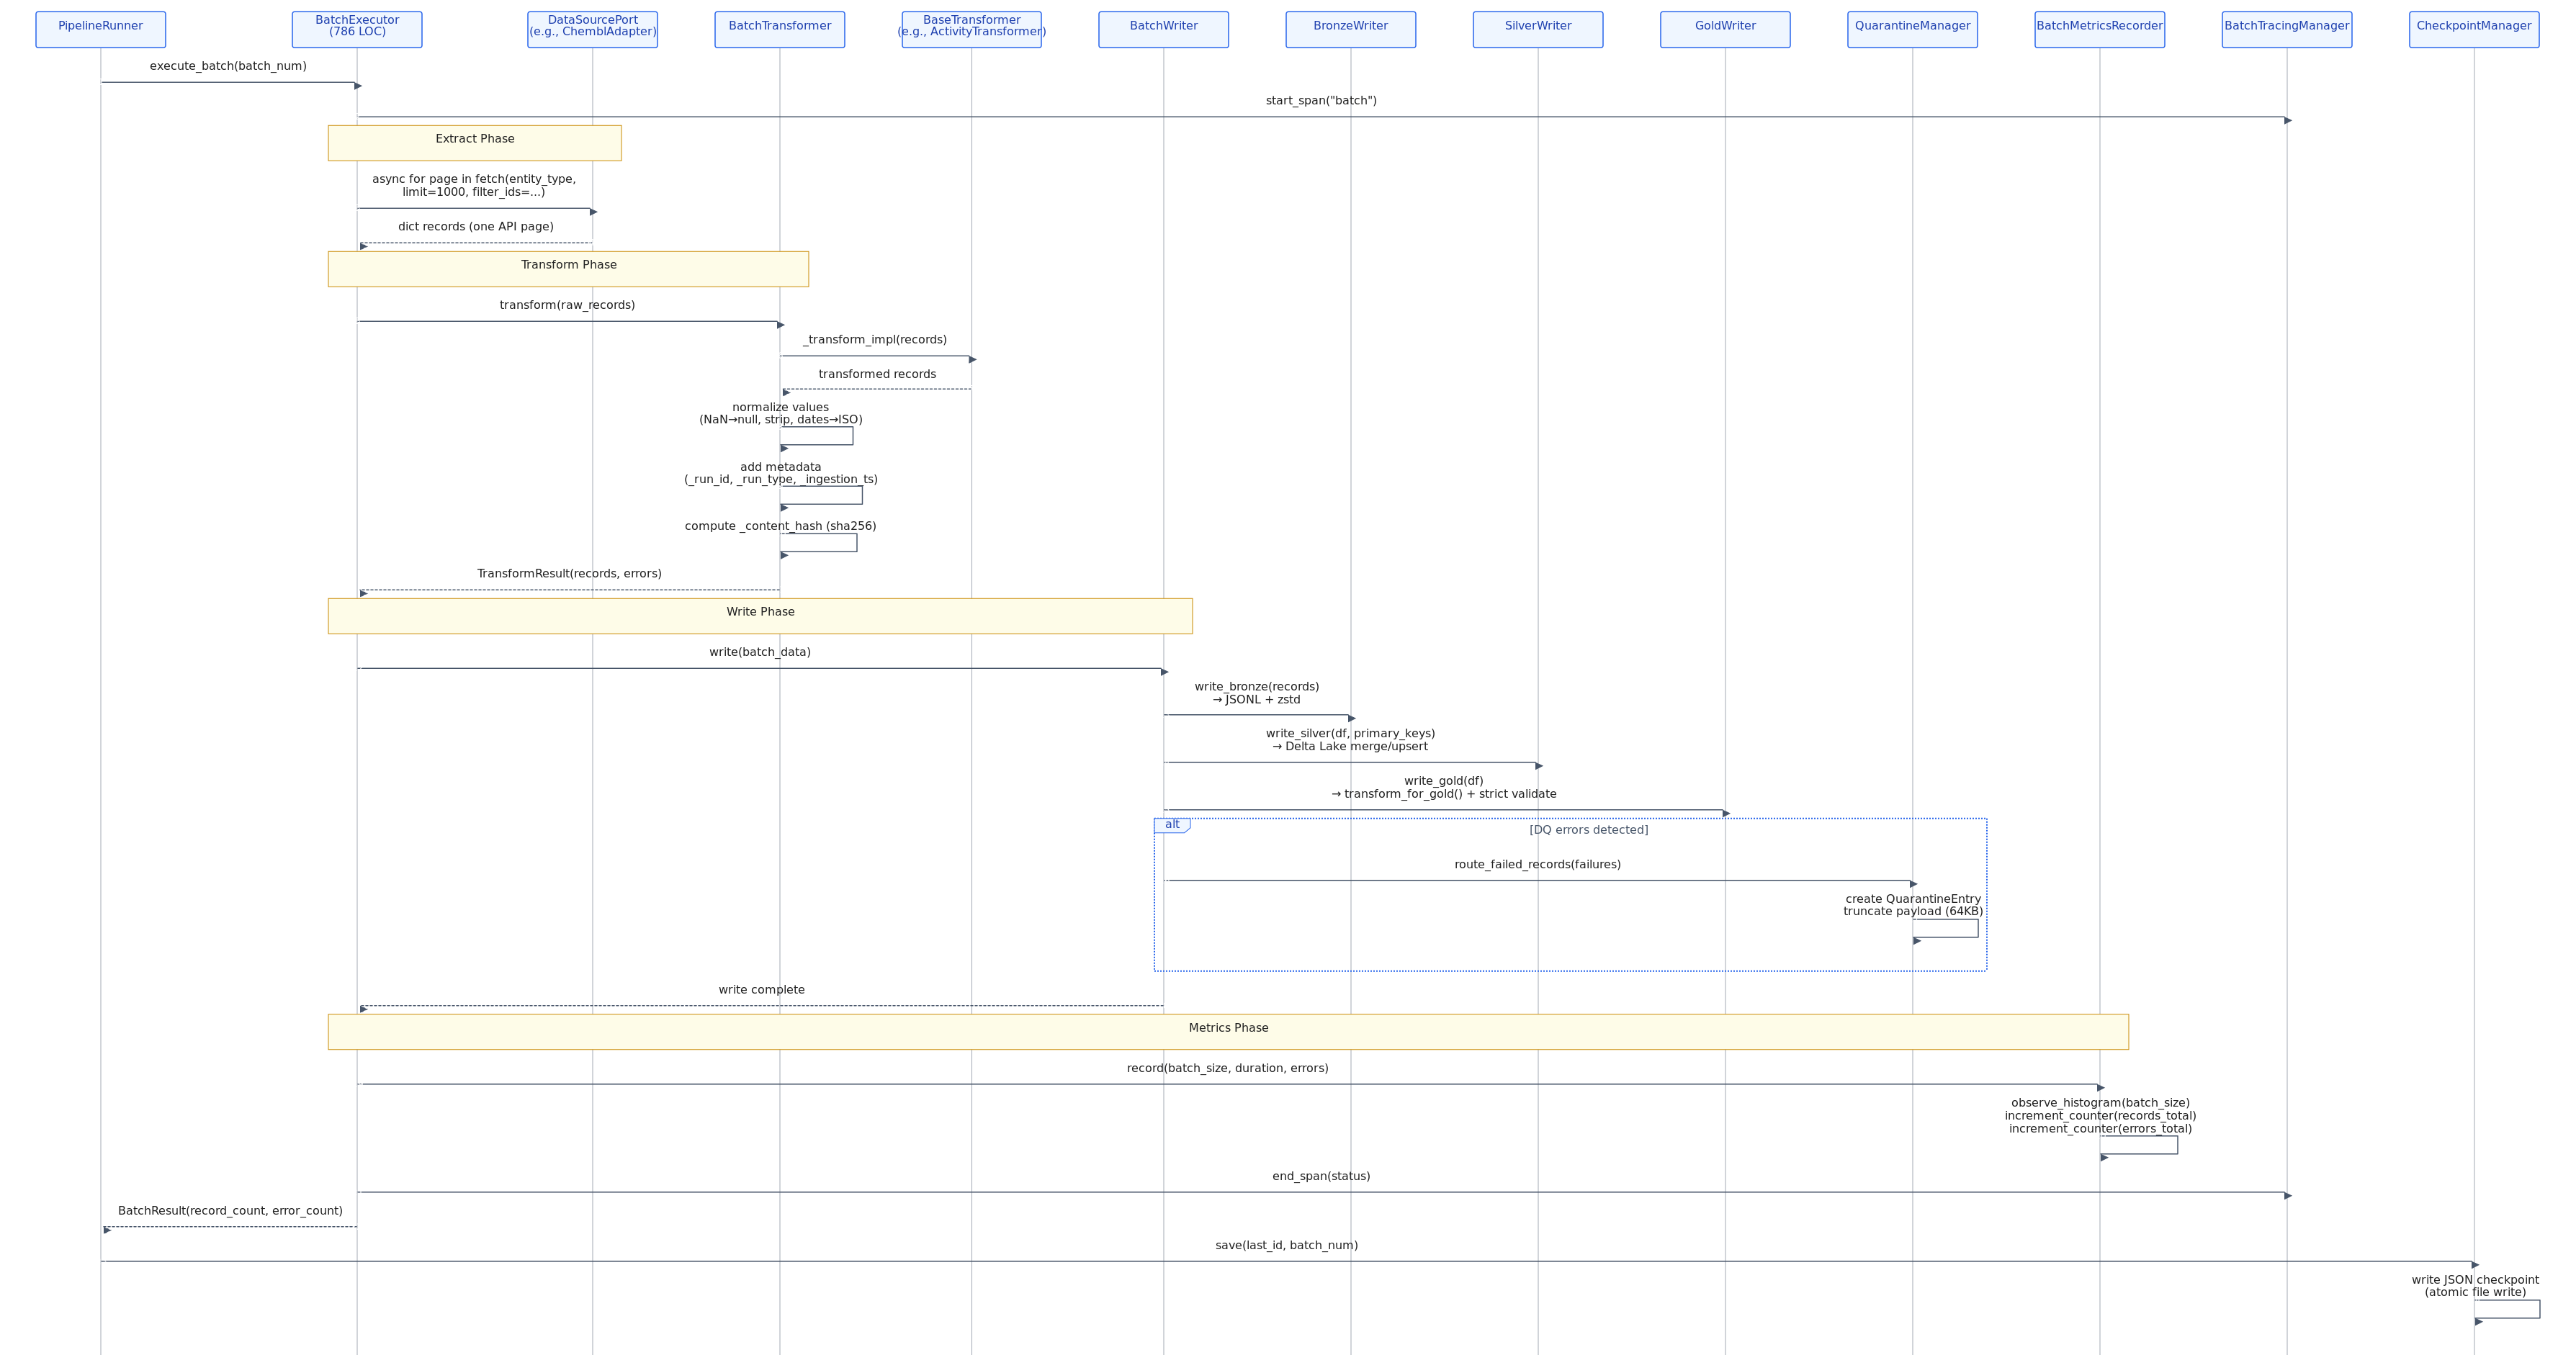 PipelineRunner
BatchExecutor
(786 LOC)
DataSourcePort
(e.g., ChemblAdapter)
BatchTransformer
BaseTransformer
(e.g., ActivityTransformer)
BatchWriter
BronzeWriter
SilverWriter
GoldWriter
QuarantineManager
BatchMetricsRecorder
BatchTracingManager
CheckpointManager
execute_batch(batch_num)
start_span("batch")
Extract Phase
async for page in fetch(entity_type,
limit=1000, filter_ids=...)
dict records (one API page)
Transform Phase
transform(raw_records)
_transform_impl(records)
transformed records
normalize values
(NaN→null, strip, dates→ISO)
add metadata
(_run_id, _run_type, _ingestion_ts)
compute _content_hash (sha256)
TransformResult(records, errors)
Write Phase
write(batch_data)
write_bronze(records)
→ JSONL + zstd
write_silver(df, primary_keys)
→ Delta Lake merge/upsert
write_gold(df)
→ transform_for_gold() + strict validate
alt
[DQ errors detected]
route_failed_records(failures)
create QuarantineEntry
truncate payload (64KB)
write complete
Metrics Phase
record(batch_size, duration, errors)
observe_histogram(batch_size)
increment_counter(records_total)
increment_counter(errors_total)
end_span(status)
BatchResult(record_count, error_count)
save(last_id, batch_num)
write JSON checkpoint
(atomic file write)